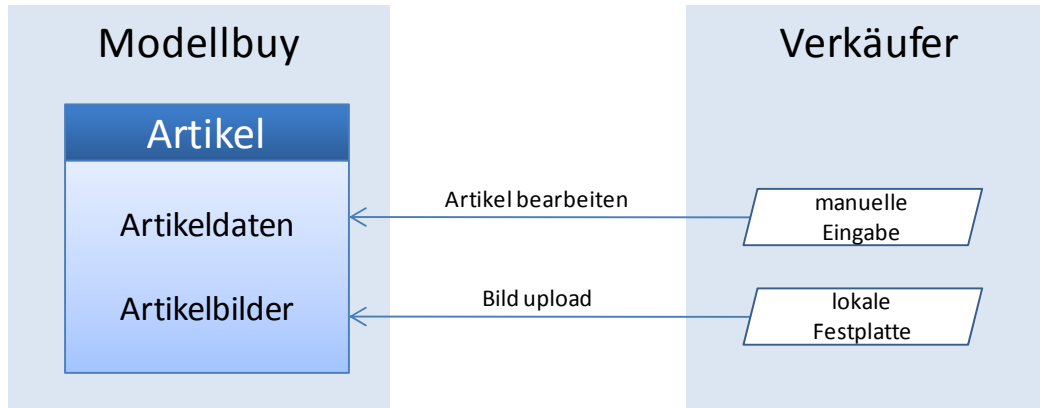 Modellbuy
Verkäufer
Artikel
Artikeldaten
Artikel bearbeiten
manuelle
Eingabe
Artikelbilder
Bild upload
lokale
Festplatte